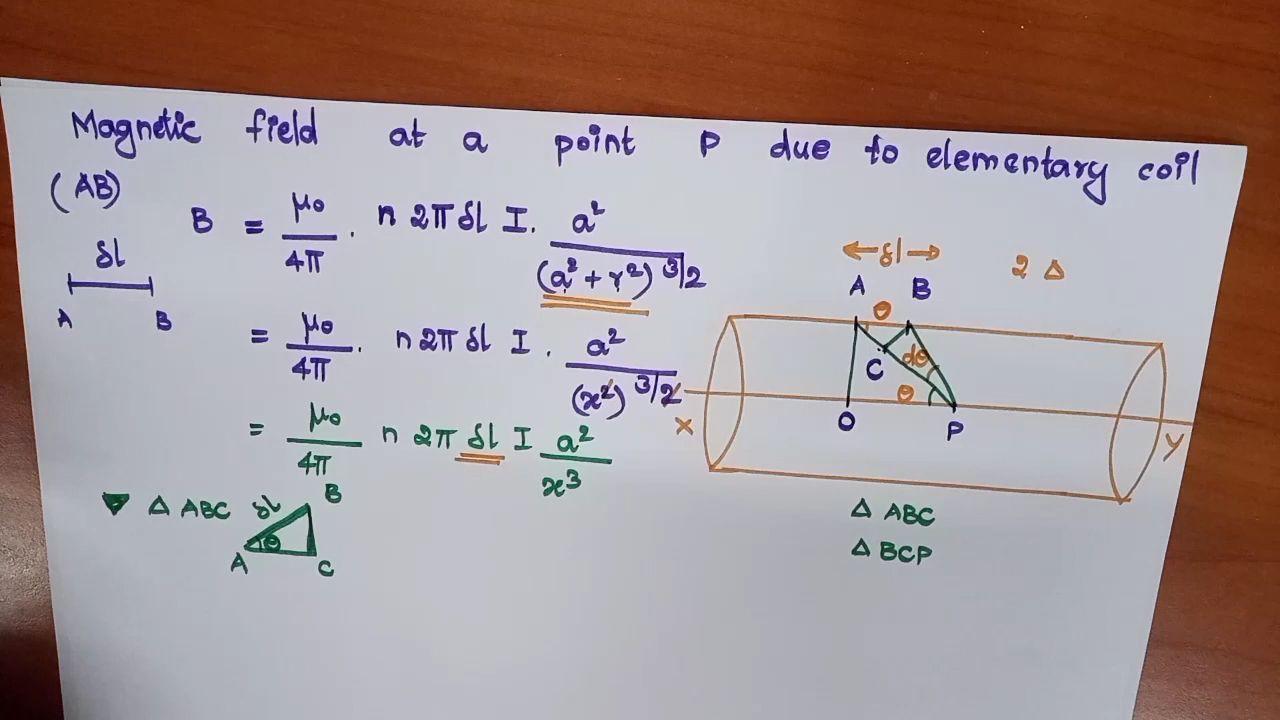 Magnetic field at a point P due to elementary coil
(AB)
B = μ₀/4π . n 2π δl I . a²/(a² + r²)^3/2
δl
A B
= μ₀/4π . n 2π δl I . a²/(x²)^3/2
= μ₀/4π n 2π δl I a²/x³
Δ ABC
δl
B
θ
A
C
←δl→
2 Δ
A B
θ
C dθ
θ
X O P Y
Δ ABC
Δ BCP